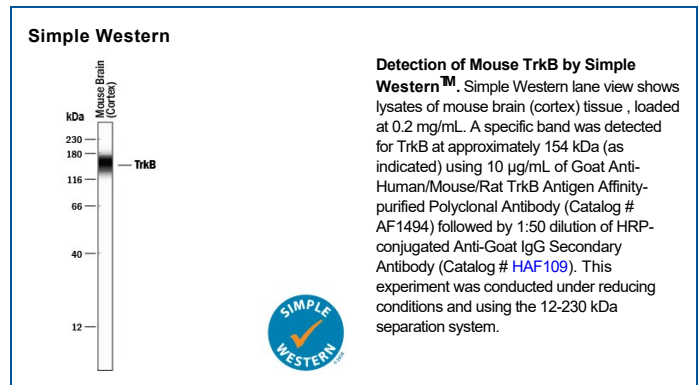 Simple Western
kDa
Mouse Brain
(Cortex)
230
180
116
66
40
12
TrkB
SIMPLE
WESTERN
Detection of Mouse TrkB by Simple
Western™. Simple Western lane view shows
lysates of mouse brain (cortex) tissue , loaded
at 0.2 mg/mL. A specific band was detected
for TrkB at approximately 154 kDa (as
indicated) using 10 µg/mL of Goat Anti-
Human/Mouse/Rat TrkB Antigen Affinity-
purified Polyclonal Antibody (Catalog #
AF1494) followed by 1:50 dilution of HRP-
conjugated Anti-Goat IgG Secondary
Antibody (Catalog # HAF109). This
experiment was conducted under reducing
conditions and using the 12-230 kDa
separation system.